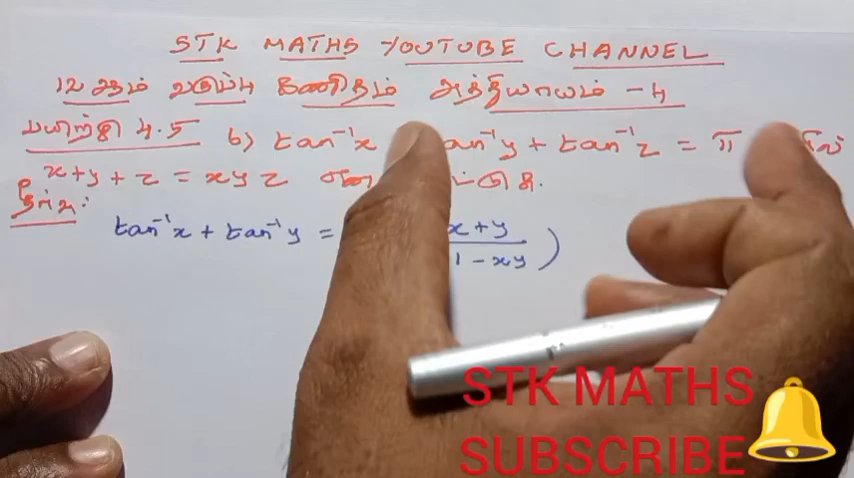 STK MATHS YOUTUBE CHANNEL
12 ஆம் வகுப்பு கணிதம் அத்தியாயம் - 4
பயிற்சி 4.5 6) tan⁻¹x an⁻¹y + tan⁻¹z = π
x+y+z = xyz
தீர்வு:
tan⁻¹x + tan⁻¹y = x+y
1-xy )
STK MATHS
SUBSCRIBE